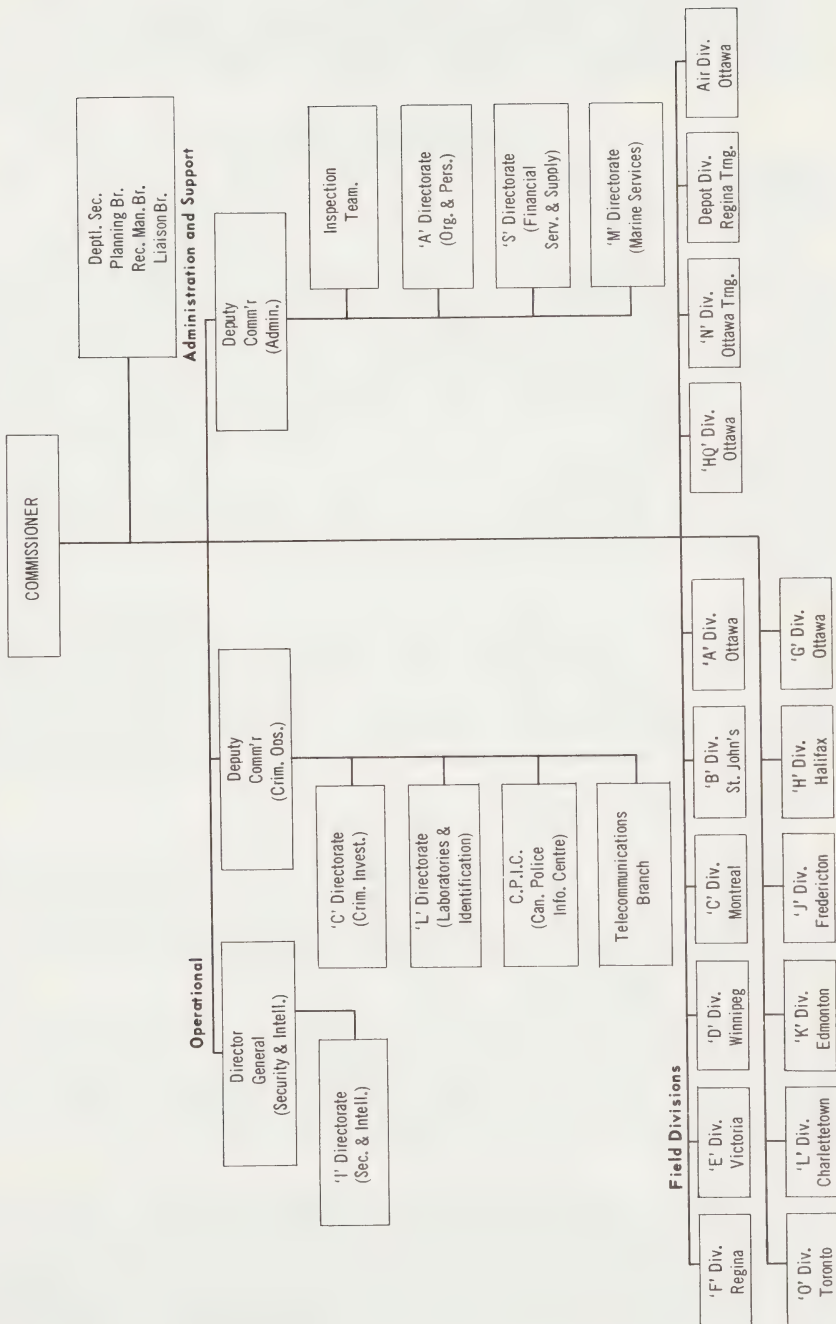 COMMISSIONER
Deptl. Sec.
Planning Br.
Rec. Man. Br.
Liaison Br.
Operational
Administration and Support
Director
General
(Security & Intell.)
Deputy
Comm'r
(Crim. Ops.)
Deputy
Comm'r
(Admin.)
'I' Directorate
(Sec. & Intell.)
'C' Directorate
(Crim. Invest.)
'L' Directorate
(Laboratories &
Identification)
C.P.I.C.
(Can. Police
Info. Centre)
Telecommunications
Branch
Inspection
Team.
'A' Directorate
(Org. & Pers.)
'S' Directorate
(Financial
Serv. & Supply)
'M' Directorate
(Marine Services)
Field Divisions
'F' Div.
Regina
'E' Div.
Victoria
'D' Div.
Winnipeg
'C' Div.
Montreal
'B' Div.
St. John's
'A' Div.
Ottawa
'HQ' Div.
Ottawa
'N' Div.
Ottawa Trng.
Depot Div.
Regina Trng.
Air Div.
Ottawa
'O' Div.
Toronto
'L' Div.
Charlettetown
'K' Div.
Edmonton
'J' Div.
Fredericton
'H' Div.
Halifax
'G' Div.
Ottawa